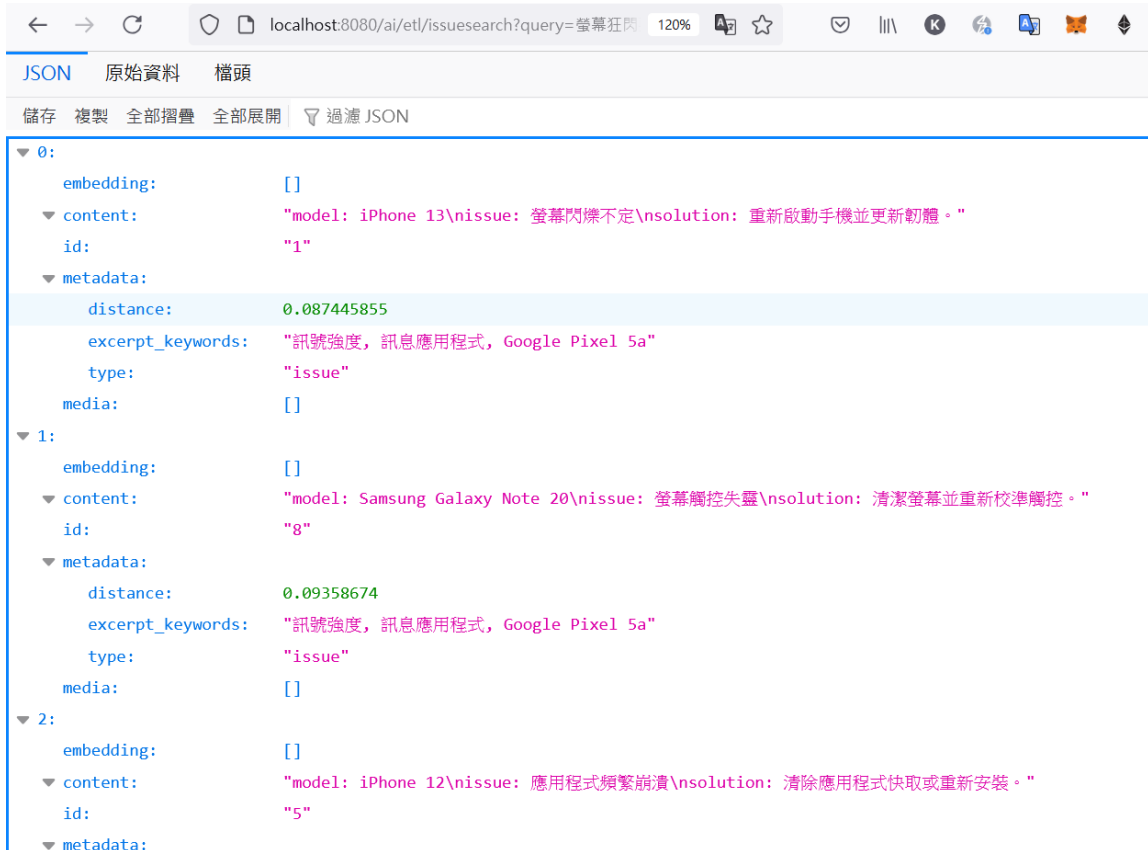 localhost:8080/ai/etl/issuesearch?query=螢幕狂閃 120%
JSON 原始資料 檔頭
儲存 複製 全部摺疊 全部展開 過濾 JSON
0:
embedding: []
content: "model: iPhone 13\nissue: 螢幕閃爍不定\nsolution: 重新啟動手機並更新韌體。"
id: "1"
metadata:
distance: 0.087445855
excerpt_keywords: "訊號強度, 訊息應用程式, Google Pixel 5a"
type: "issue"
media: []
1:
embedding: []
content: "model: Samsung Galaxy Note 20\nissue: 螢幕觸控失靈\nsolution: 清潔螢幕並重新校準觸控。"
id: "8"
metadata:
distance: 0.09358674
excerpt_keywords: "訊號強度, 訊息應用程式, Google Pixel 5a"
type: "issue"
media: []
2:
embedding: []
content: "model: iPhone 12\nissue: 應用程式頻繁崩潰\nsolution: 清除應用程式快取或重新安裝。"
id: "5"
metadata: